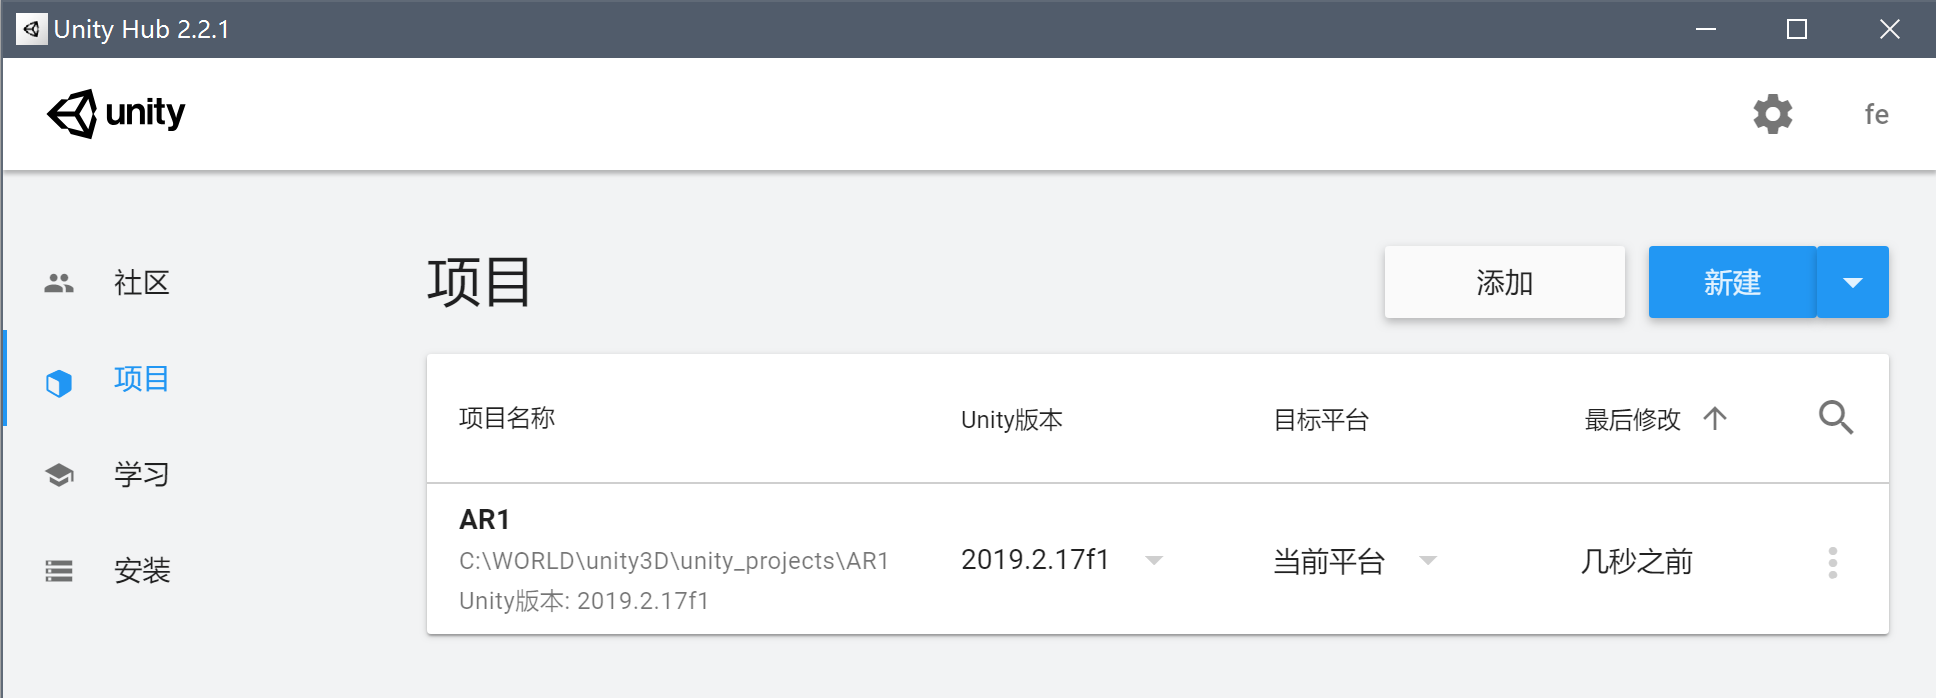 Unity Hub 2.2.1
unity
fe
社区
项目
学习
安装
项目
添加
新建
项目名称
Unity版本
目标平台
最后修改
AR1
C:\WORLD\unity3D\unity_projects\AR1
Unity版本: 2019.2.17f1
2019.2.17f1
当前平台
几秒之前